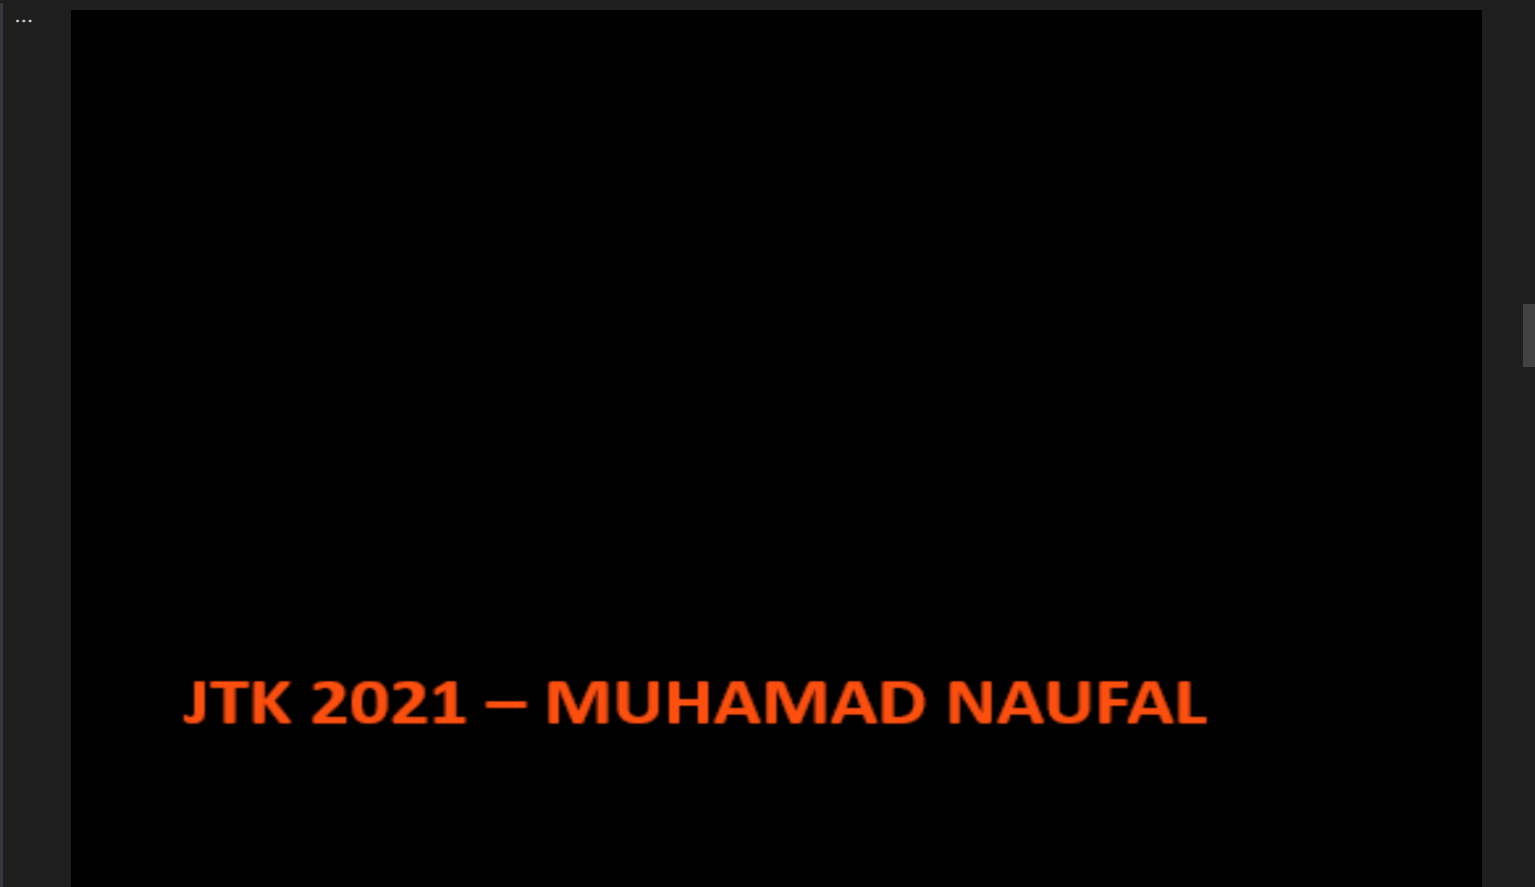 ...
JTK 2021 – MUHAMAD NAUFAL